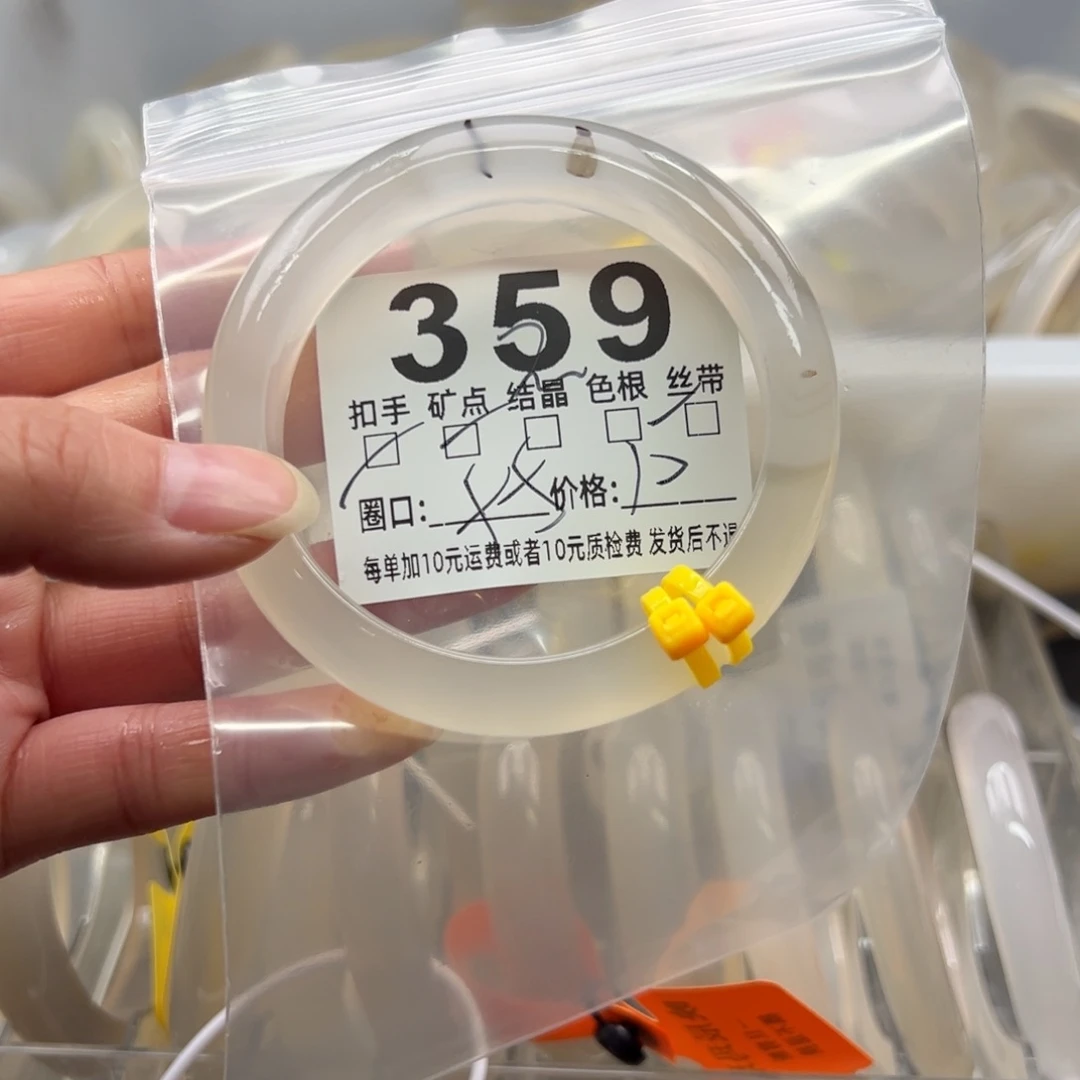 359
扣手 矿点 结晶 色根 丝带
圈口: 价格:
每单加10元运费或者10元质检费 发货后不退